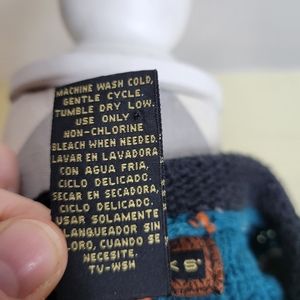 MACHINE WASH COLD,
GENTLE CYCLE.
TUMBLE DRY LOW.
USE ONLY
NON-CHLORINE
BLEACH WHEN NEEDED.
LAVAR EN LAVADORA
CON AGUA FRIA,
CICLO DELICADO.
SECAR EN SECADORA,
CICLO DELICADO.
USAR SOLAMENTE
BLANQUEADOR SIN
CLORO, CUANDO SE
NECESITE.
TV-WSH